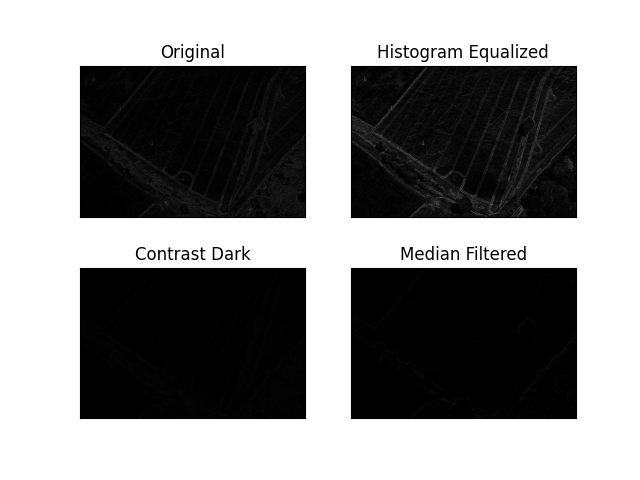 Original
Histogram Equalized
Contrast Dark
Median Filtered